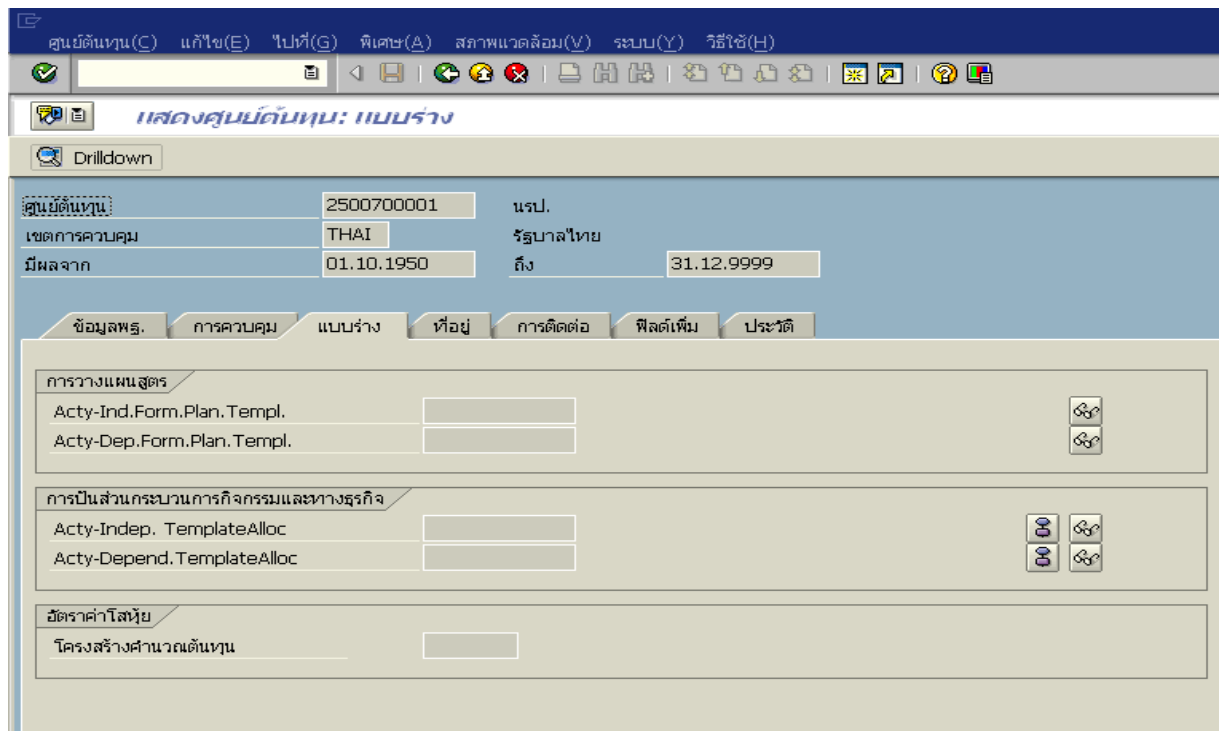 ศูนย์ต้นทุน(C) แก้ไข(E) ไปที่(G) พิเศษ(A) สภาพแวดล้อม(V) ระบบ(Y) วิธีใช้(H)
แสดงศูนย์ต้นทุน: แบบร่าง
Drilldown
ศูนย์ต้นทุน 2500700001 นรป.
เขตการควบคุม THAI รัฐบาลไทย
มีผลจาก 01.10.1950 ถึง 31.12.9999
ข้อมูลพฐ. การควบคุม แบบร่าง ที่อยู่ การติดต่อ ฟิลด์เพิ่ม ประวัติ
การวางแผนสูตร
Acty-Ind.Form.Plan.Templ.
Acty-Dep.Form.Plan.Templ.
การปันส่วนกระบวนการกิจกรรมและทางธุรกิจ
Acty-Indep. TemplateAlloc
Acty-Depend.TemplateAlloc
อัตราค่าโสหุ้ย
โครงสร้างคำนวณต้นทุน